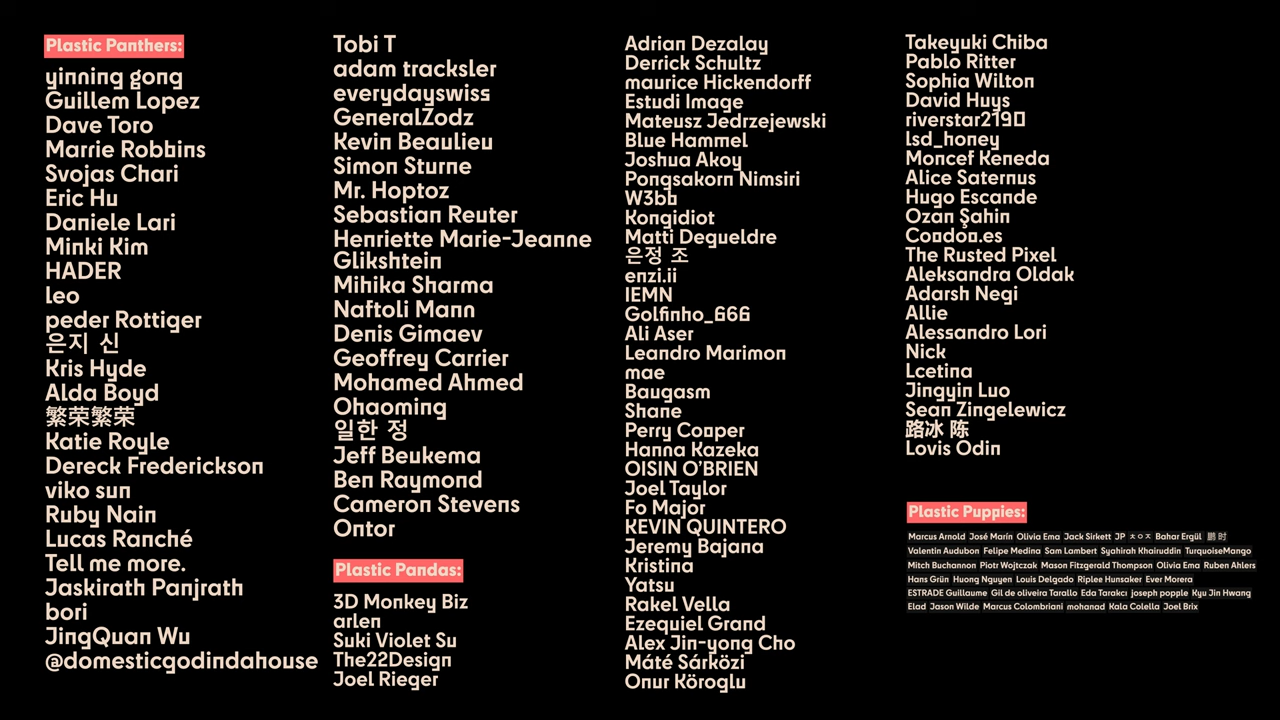 Plastic Panthers:
yinning gong
Guillem Lopez
Dave Toro
Marrie Robbins
Svojas Chari
Eric Hu
Daniele Lari
Minki Kim
HADER
leo
peder Rottiger
은지 신
Kris Hyde
Alda Boyd
繁荣繁荣
Katie Royle
Dereck Frederickson
viko sun
Ruby Nain
Lucas Ranché
Tell me more.
Jaskirath Panjrath
bori
JingQuan Wu
@domesticgodindahouse
Tobi T
adam tracksler
everydayswiss
GeneralZodz
Kevin Beaulieu
Simon Sturne
Mr. Hoptoz
Sebastian Reuter
Henriette Marie-Jeanne
Glikshtein
Mihika Sharma
Naftoli Mann
Denis Gimaev
Geoffrey Carrier
Mohamed Ahmed
Ohaoming
일한 정
Jeff Beukema
Ben Raymond
Cameron Stevens
Ontor
Plastic Pandas:
3D Monkey Biz
arlen
Suki Violet Su
The22Design
Joel Rieger
Adrian Dezalay
Derrick Schultz
maurice Hickendorff
Estudi Image
Mateusz Jedrzejewski
Blue Hammel
Joshua Akoy
Pongsakorn Nimsiri
W3bb
Kongidiot
Matti Degueldre
은정 조
enzi.ii
IEMN
Golfinho_666
Ali Aser
Leandro Marimon
mae
Baugasm
Shane
Perry Cooper
Hanna Kazeka
OISIN O'BRIEN
Joel Taylor
Fo Major
KEVIN QUINTERO
Jeremy Bajana
Kristina
Yatsu
Rakel Vella
Ezequiel Grand
Alex Jin-yong Cho
Máté Sárközi
Onur Köroglu
Takeyuki Chiba
Pablo Ritter
Sophia Wilton
David Huys
riverstar2190
lsd_honey
Moncef Keneda
Alice Saternus
Hugo Escande
Ozan Şahin
Condon.es
The Rusted Pixel
Aleksandra Oldak
Adarsh Negi
Allie
Alessandro Lori
Nick
Lcetina
Jingyin Luo
Sean Zingelewicz
路冰 陈
Lovis Odin
Plastic Puppies:
Marcus Arnold José Marín Olivia Ema Jack Sirkett JP ㅊㅇㅈ Bahar Ergül 鹏 时
Valentin Audubon Felipe Medina Sam Lambert Syahirah Khairuddin TurquoiseMango
Mitch Buchannon Piotr Wojtczak Mason Fitzgerald Thompson Olivia Ema Ruben Ahlers
Hans Grün Huong Nguyen Louis Delgado Riplee Hunsaker Ever Morera
ESTRADE Guillaume Gil de oliveira Tarallo Eda Tarakcı joseph popple Kyu Jin Hwang
Elad Jason Wilde Marcus Colombriani mohanad Kala Colella Joel Brix